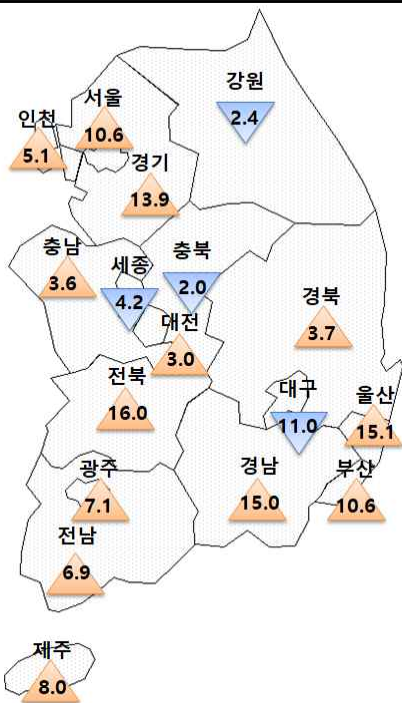 강원
2.4
서울
10.6
인천
5.1
경기
13.9
충남
3.6
세종
4.2
충북
2.0
경북
3.7
대전
3.0
전북
16.0
대구
11.0
울산
15.1
광주
7.1
경남
15.0
부산
10.6
전남
6.9
제주
8.0